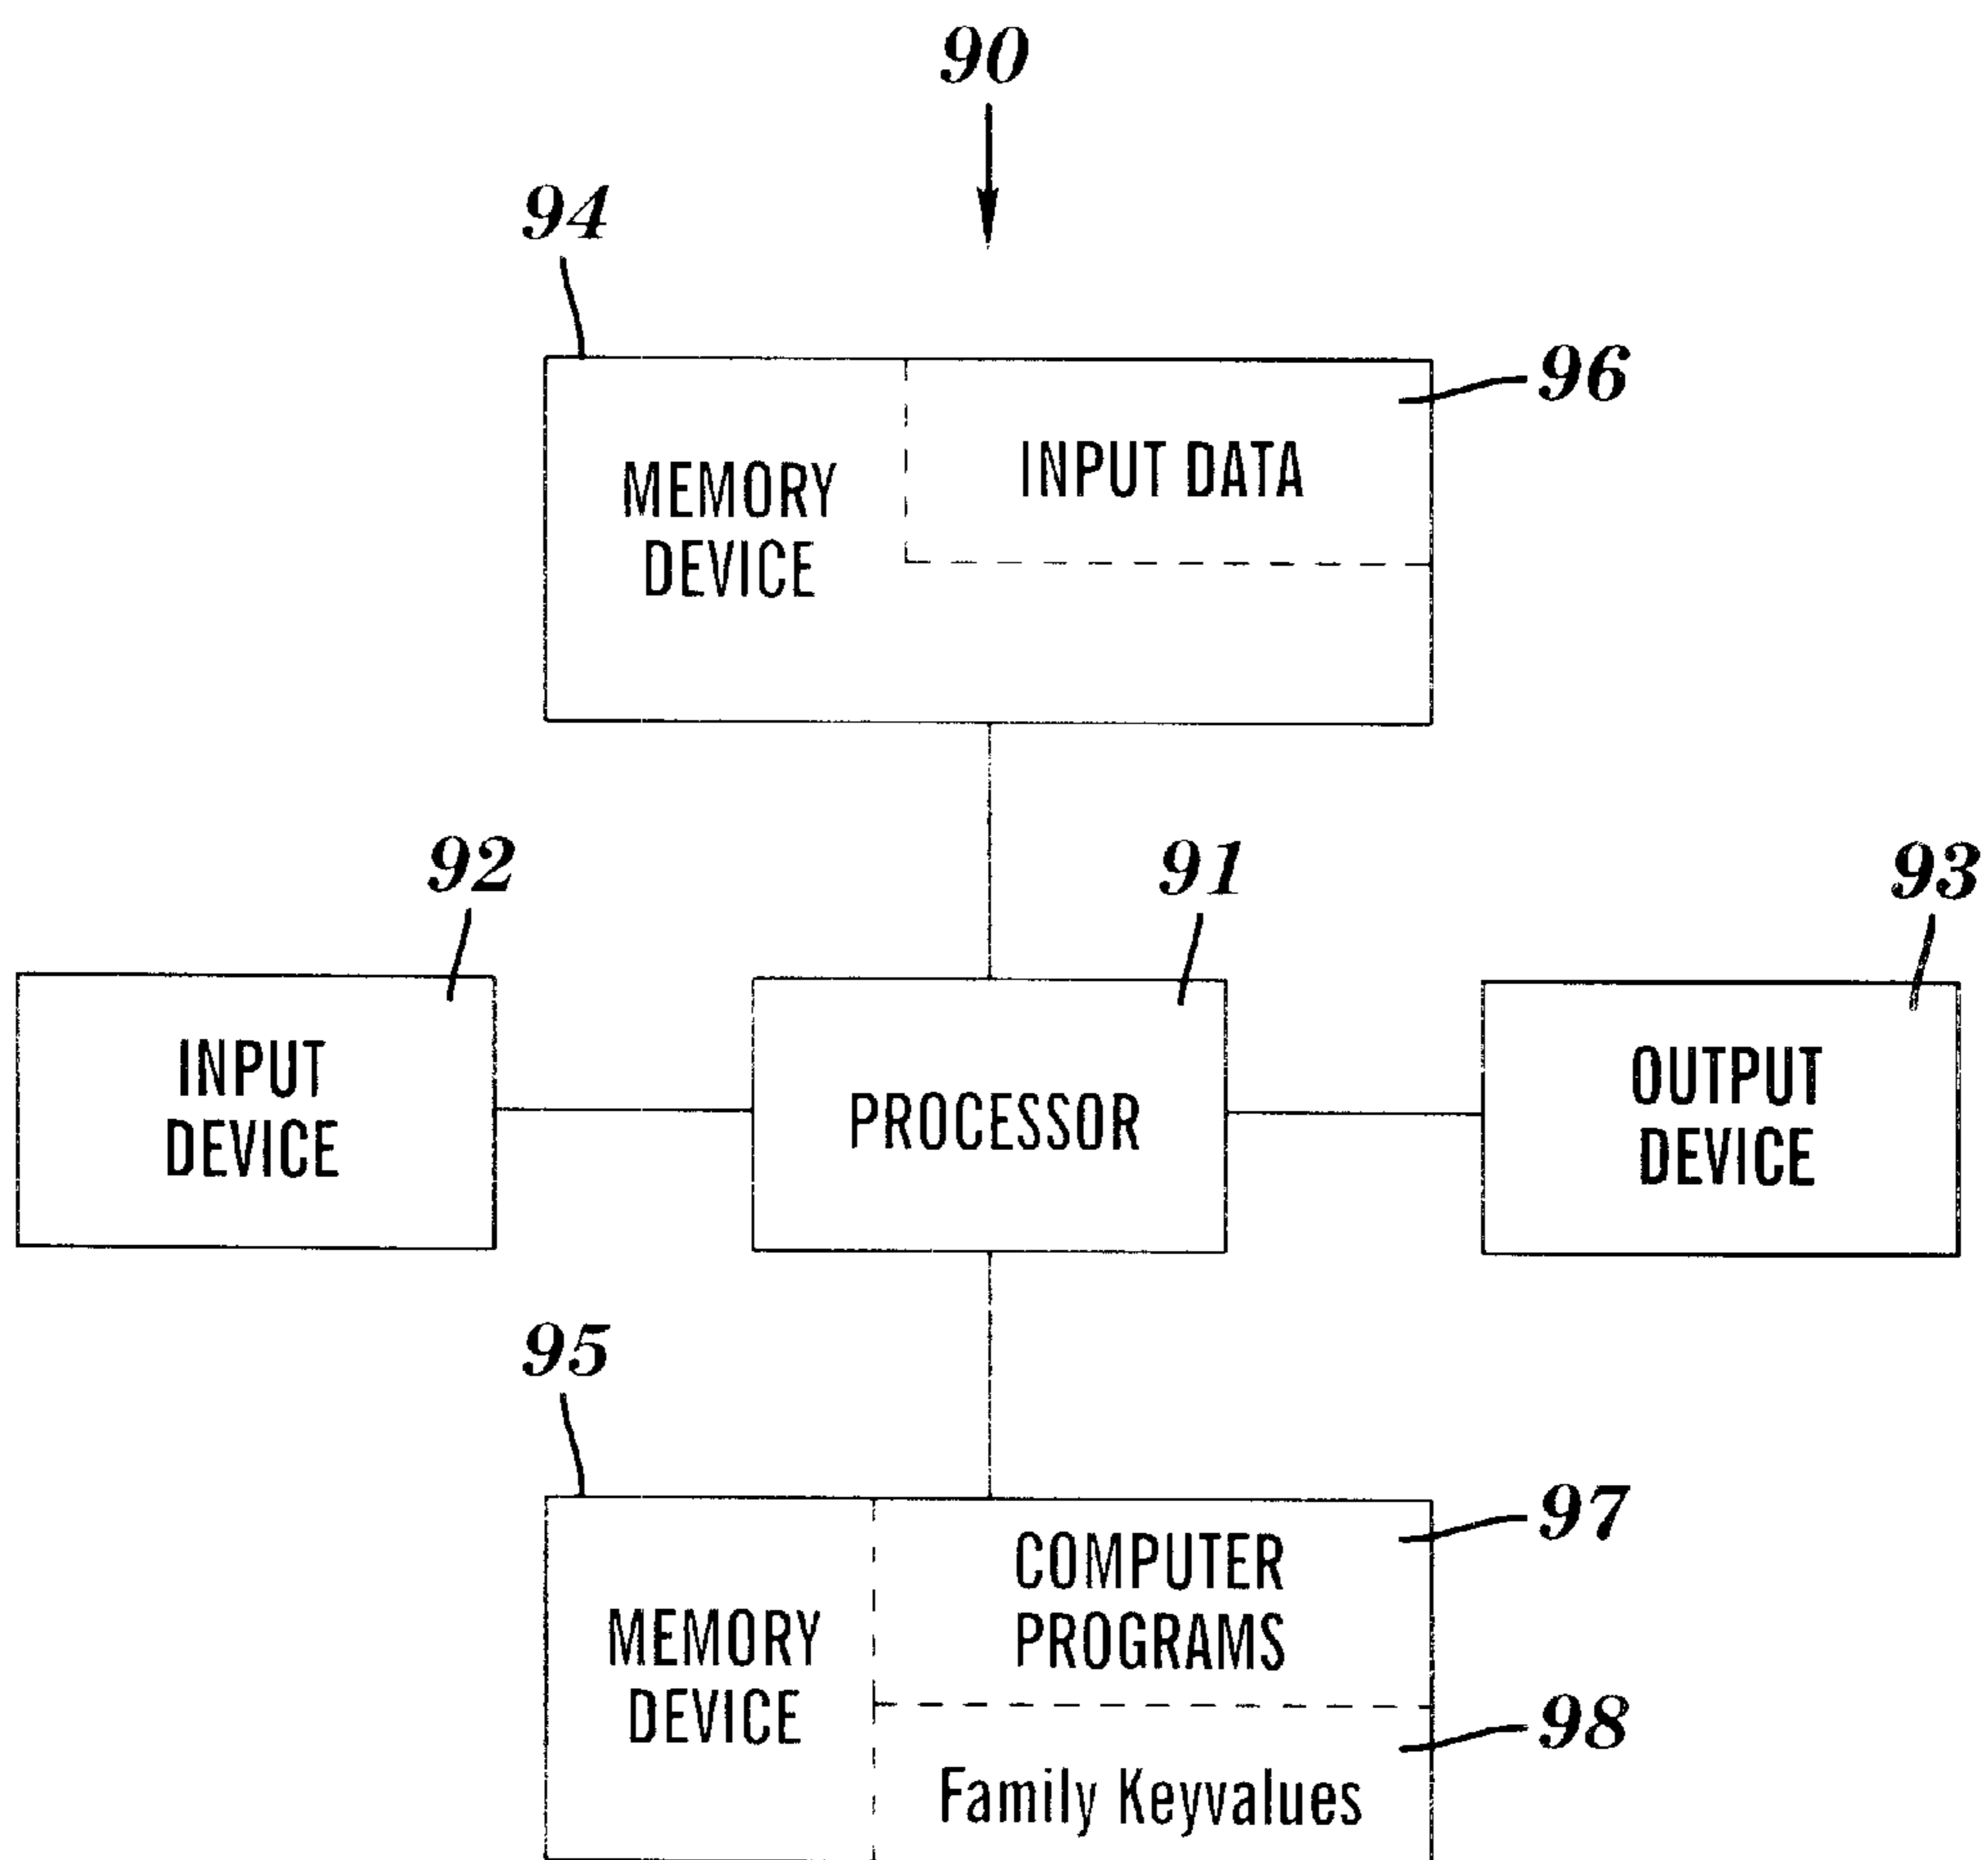 90
94
96
INPUT DATA
MEMORY
DEVICE
92
91
93
INPUT
DEVICE
PROCESSOR
OUTPUT
DEVICE
95
97
COMPUTER
PROGRAMS
MEMORY
DEVICE
98
Family Keyvalues